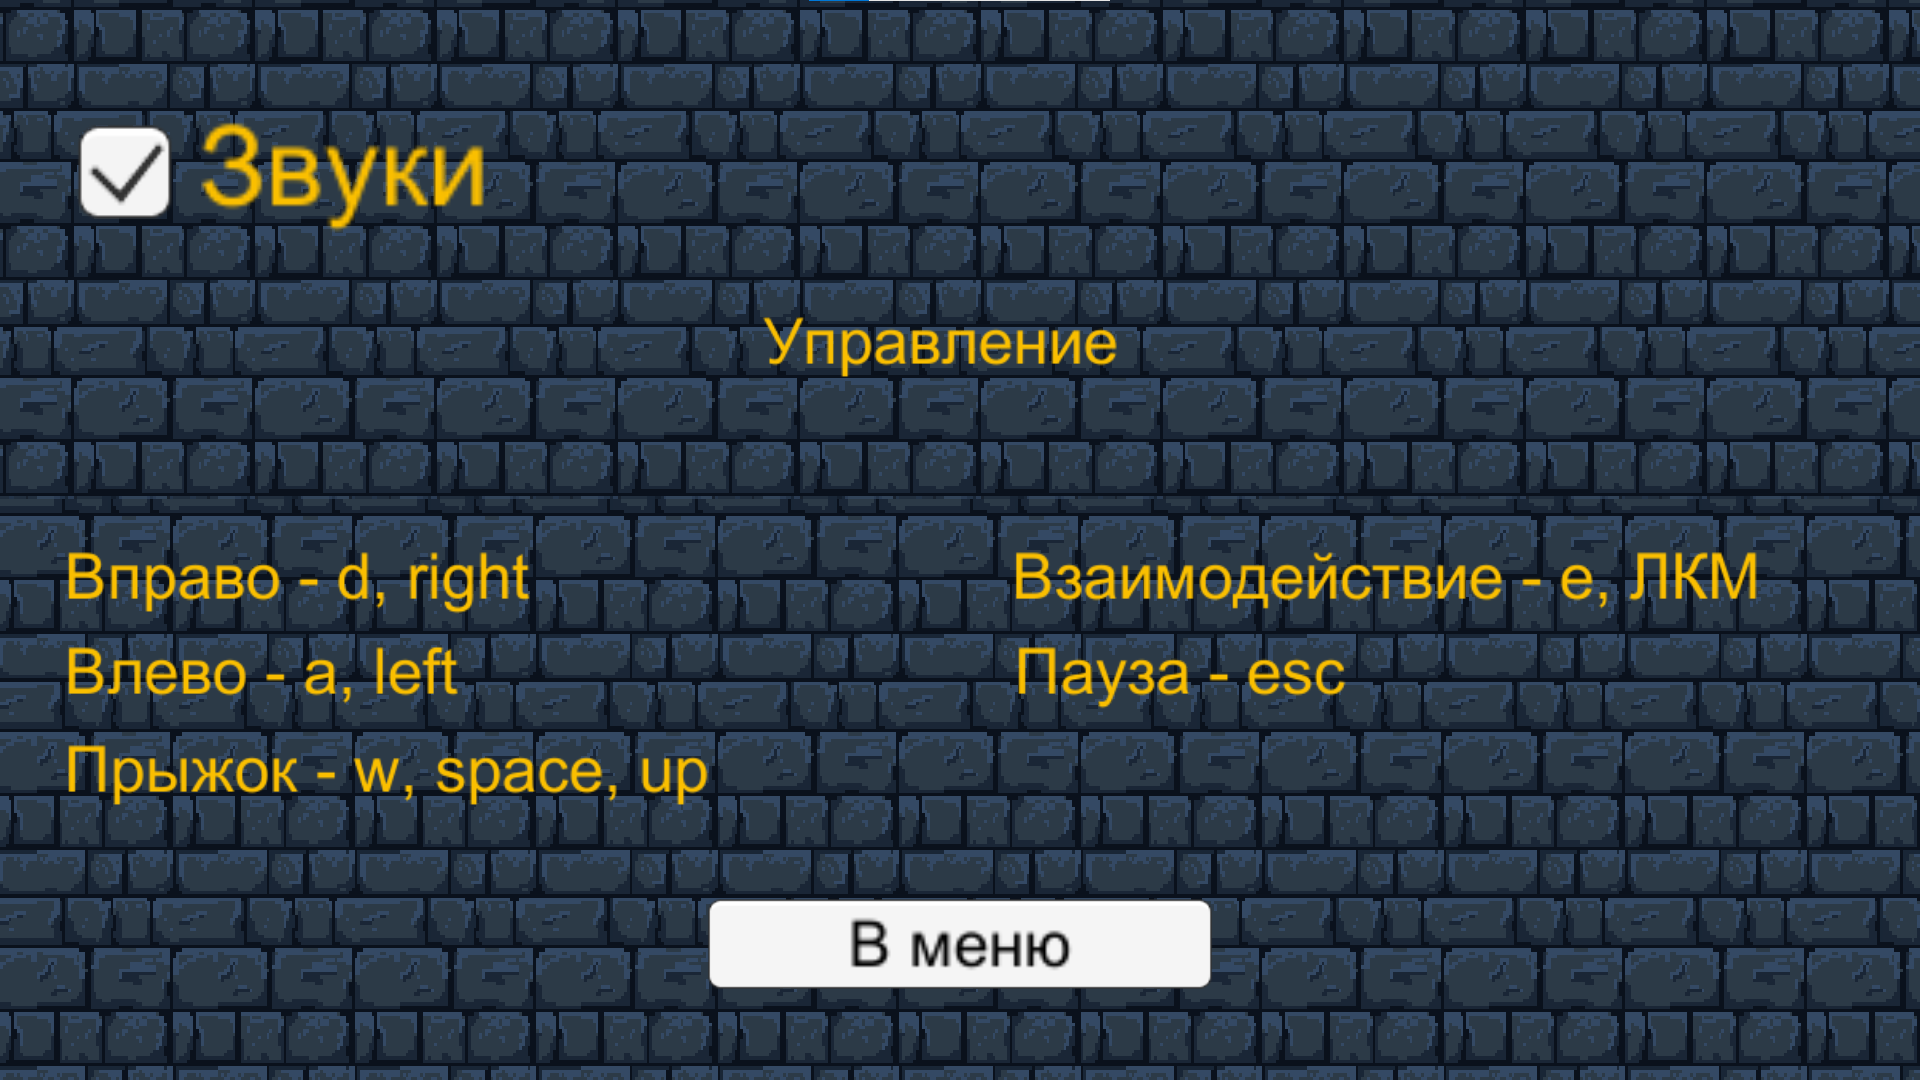 Звуки
Управление
Вправо - d, right
Влево - a, left
Прыжок - w, space, up
Взаимодействие - e, ЛКМ
Пауза - esc
В меню